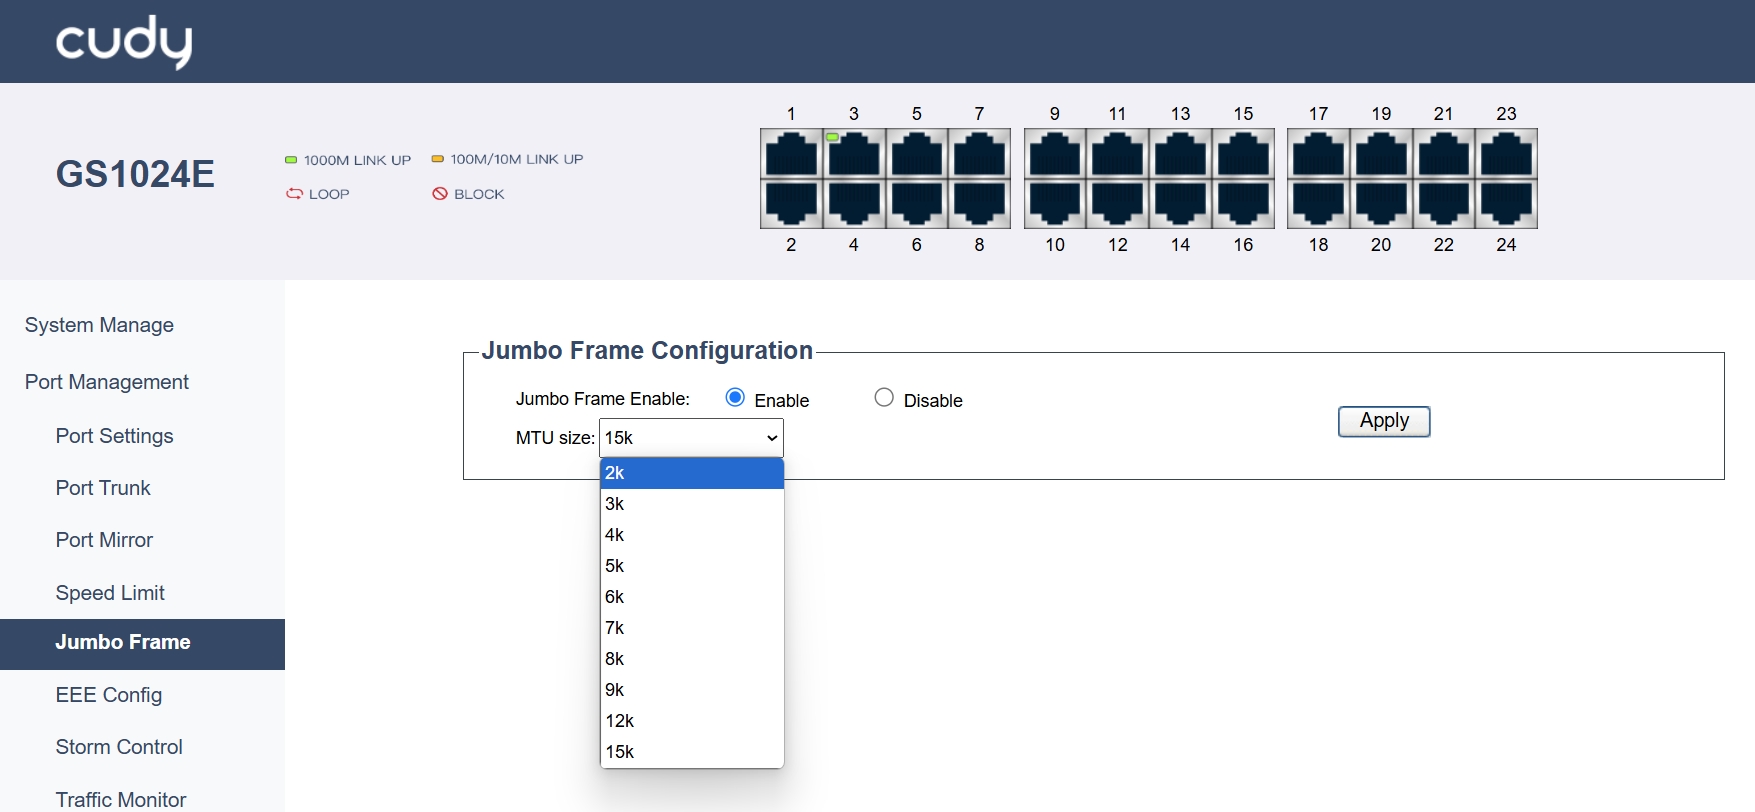 cudy
GS1024E
1000M LINK UP 100M/10M LINK UP
LOOP BLOCK
1 3 5 7 9 11 13 15 17 19 21 23
2 4 6 8 10 12 14 16 18 20 22 24
System Manage
Port Management
Port Settings
Port Trunk
Port Mirror
Speed Limit
Jumbo Frame
EEE Config
Storm Control
Traffic Monitor
Jumbo Frame Configuration
Jumbo Frame Enable: Enable Disable
MTU size: 15k
Apply
2k
3k
4k
5k
6k
7k
8k
9k
12k
15k